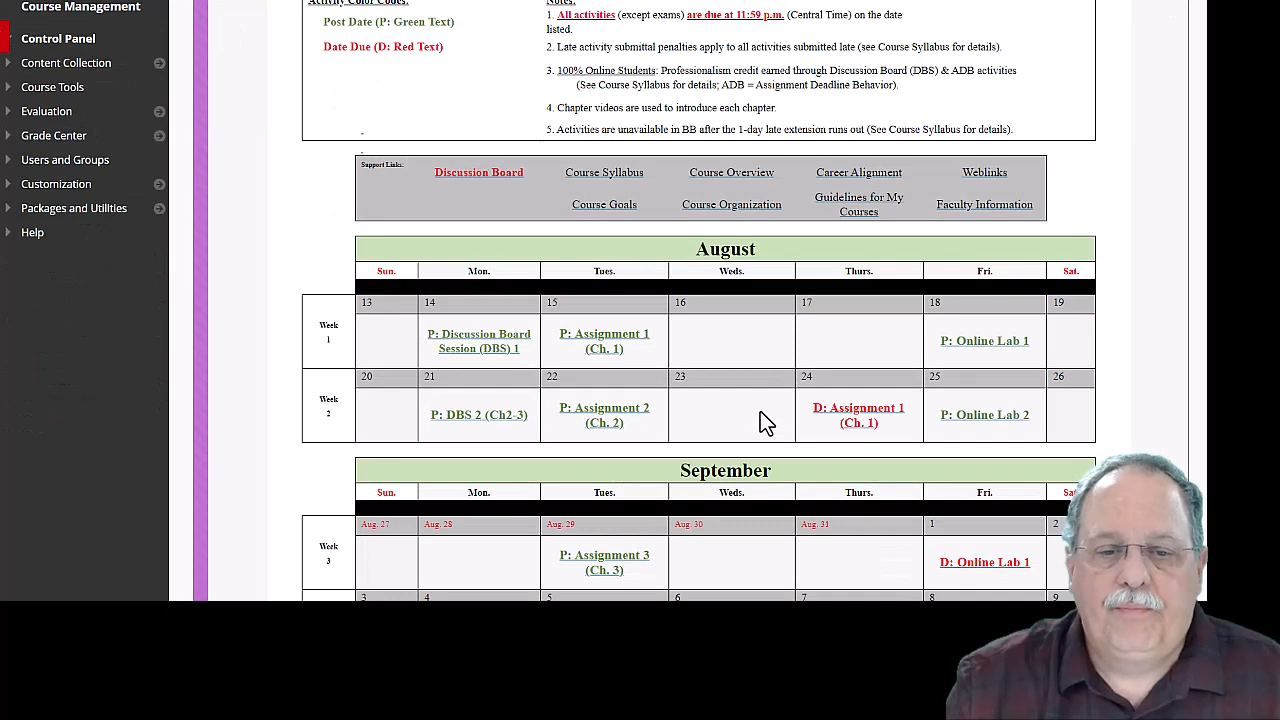 Course Management
Control Panel
Content Collection
Course Tools
Evaluation
Grade Center
Users and Groups
Customization
Packages and Utilities
Help
Activity Color Codes:
Post Date (P: Green Text)
Date Due (D: Red Text)
Notes:
1. All activities (except exams) are due at 11:59 p.m. (Central Time) on the date
listed.
2. Late activity submittal penalties apply to all activities submitted late (see Course Syllabus for details).
3. 100% Online Students: Professionalism credit earned through Discussion Board (DBS) & ADB activities
(See Course Syllabus for details; ADB = Assignment Deadline Behavior).
4. Chapter videos are used to introduce each chapter.
5. Activities are unavailable in BB after the 1-day late extension runs out (See Course Syllabus for details).
Support Links:
Discussion Board Course Syllabus Course Overview Career Alignment Weblinks
Course Goals Course Organization Guidelines for My Faculty Information
Courses
August
Sun. Mon. Tues. Weds. Thurs. Fri. Sat.
13 14 15 16 17 18 19
Week
1
P: Discussion Board P: Assignment 1 P: Online Lab 1
Session (DBS) 1 (Ch. 1)
20 21 22 23 24 25 26
Week
2
P: DBS 2 (Ch2-3) P: Assignment 2 D: Assignment 1 P: Online Lab 2
(Ch. 2) (Ch. 1)
September
Sun. Mon. Tues. Weds. Thurs. Fri.
Aug. 27 Aug. 28 Aug. 29 Aug. 30 Aug. 31 1 2
Week
3
P: Assignment 3 D: Online Lab 1
(Ch. 3)
3 4 5 6 7 8 9